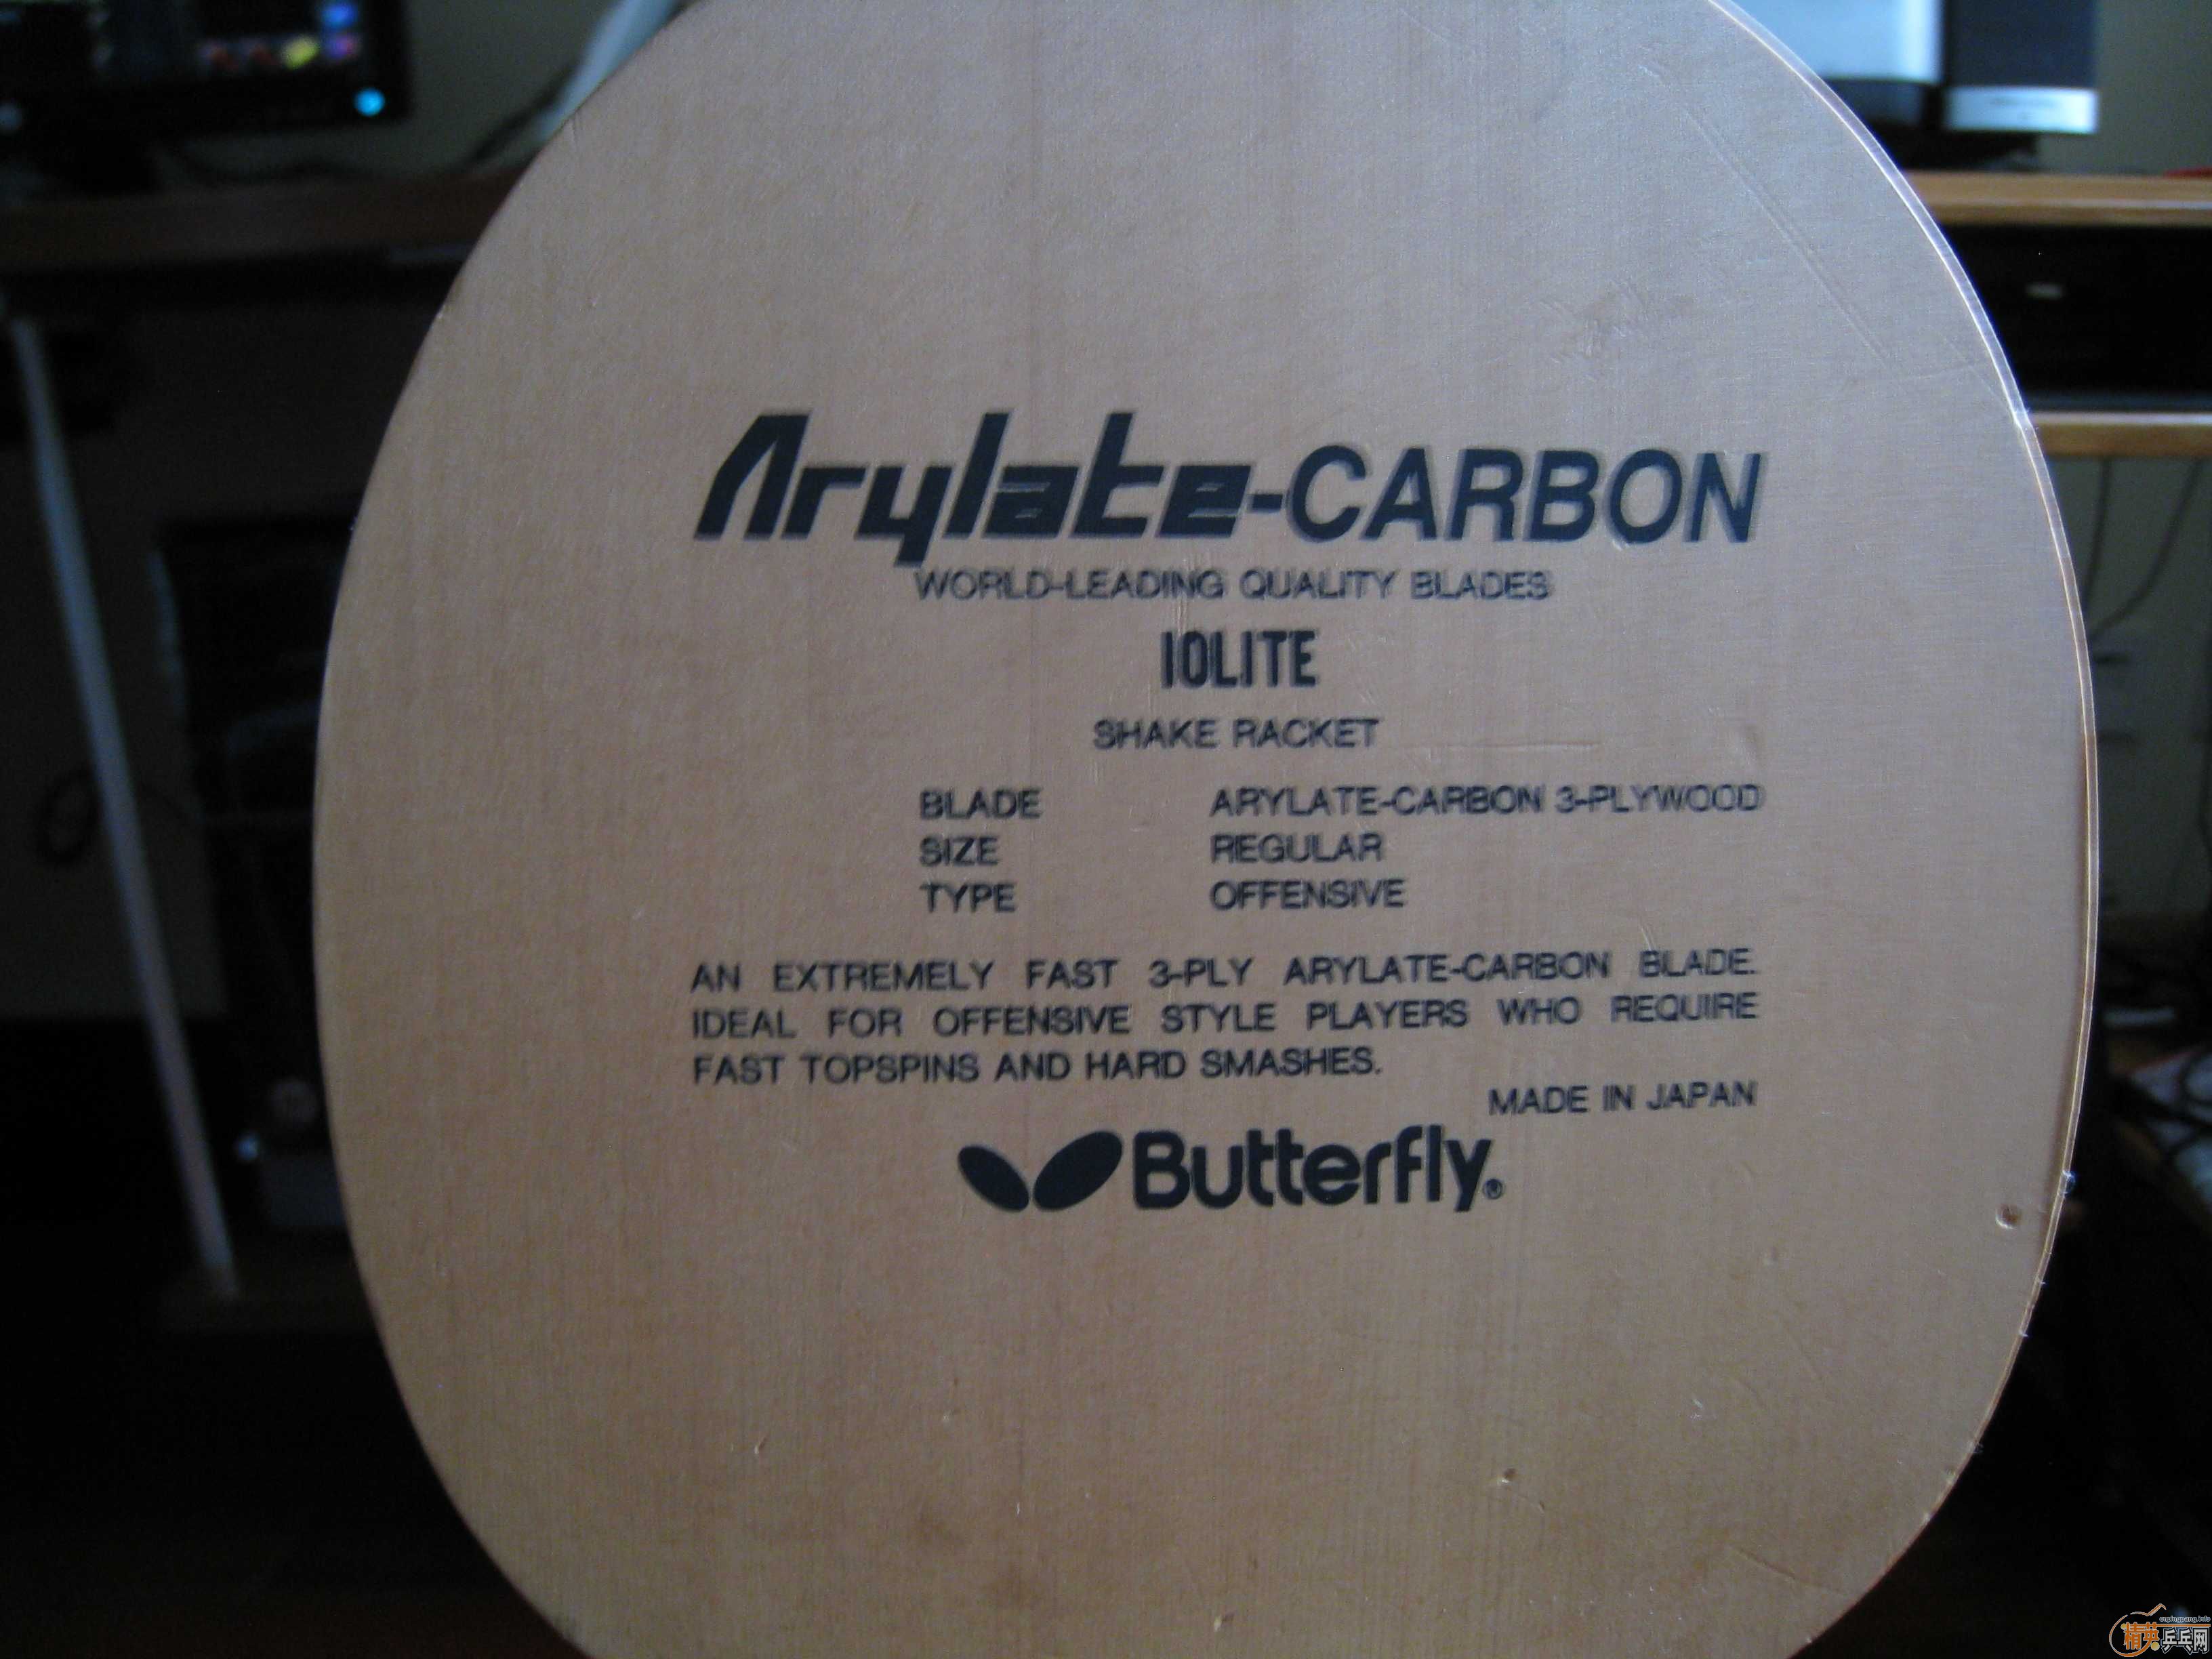 Arylate-CARBON
WORLD-LEADING QUALITY BLADES
IOLITE
SHAKE RACKET
BLADE ARYLATE-CARBON 3-PLYWOOD
SIZE REGULAR
TYPE OFFENSIVE
AN EXTREMELY FAST 3-PLY ARYLATE-CARBON BLADE.
IDEAL FOR OFFENSIVE STYLE PLAYERS WHO REQUIRE
FAST TOPSPINS AND HARD SMASHES.
MADE IN JAPAN
Butterfly®
精英乒乓网